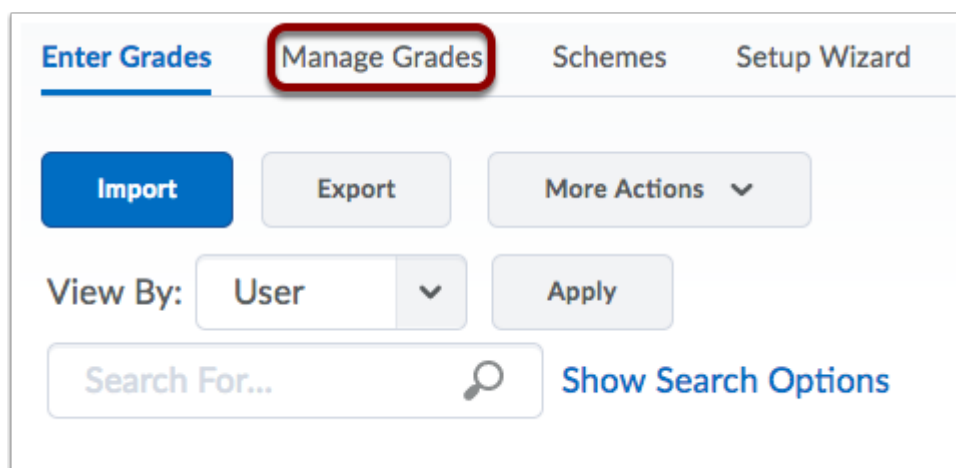 Enter Grades Manage Grades Schemes Setup Wizard
Import Export More Actions
View By: User Apply
Search For... Show Search Options